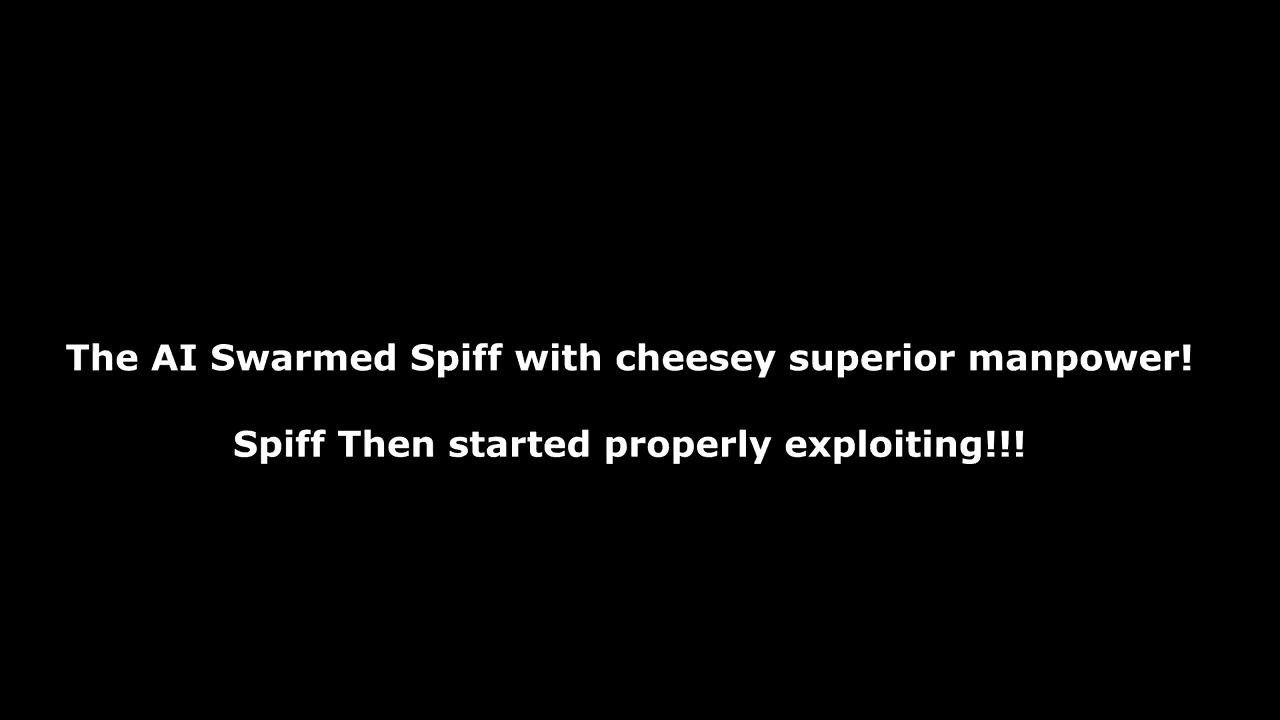 The AI Swarmed Spiff with cheesey superior manpower!
Spiff Then started properly exploiting!!!